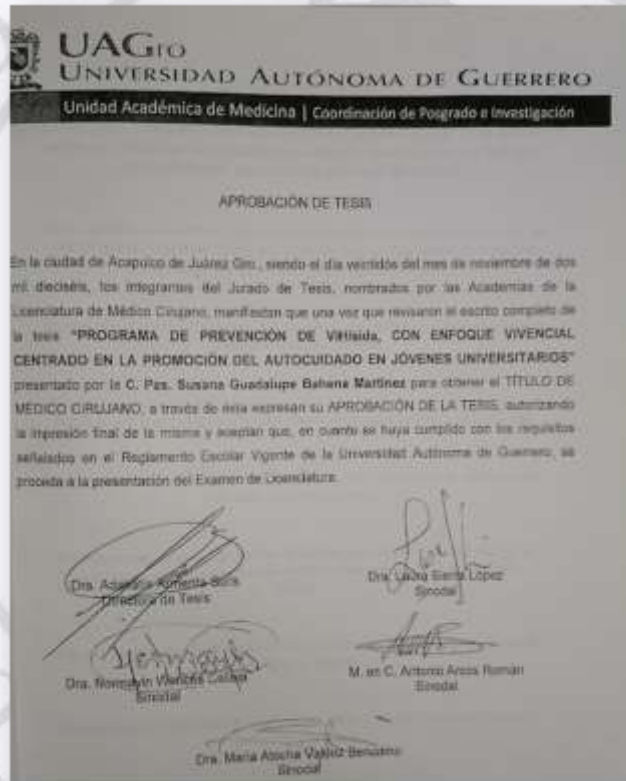 UAGro
UNIVERSIDAD AUTÓNOMA DE GUERRERO
Unidad Académica de Medicina | Coordinación de Posgrado e Investigación
APROBACIÓN DE TESIS
En la ciudad de Acapulco de Juárez Gro., siendo el día veintidós del mes de noviembre de dos
mil dieciséis, los integrantes del Jurado de Tesis, nombrados por las Academias de la
Licenciatura de Médico Cirujano, manifiestan que una vez que revisaron el escrito completo de
la tesis "PROGRAMA DE PREVENCIÓN DE VIH/sida, CON ENFOQUE VIVENCIAL
CENTRADO EN LA PROMOCIÓN DEL AUTOCUIDADO EN JÓVENES UNIVERSITARIOS"
presentado por la C. Pas. Susana Guadalupe Bahena Martínez para obtener el TÍTULO DE
MÉDICO CIRUJANO, a través de ésta expresan su APROBACIÓN DE LA TESIS, autorizando
la impresión final de la misma y aceptan que, en cuanto se haya cumplido con los requisitos
señalados en el Reglamento Escolar Vigente de la Universidad Autónoma de Guerrero, se
proceda a la presentación del Examen de Licenciatura.
Dra. Adriana
Directora de Tesis
Dra. Laura Sierra López
Sinodal
Dra.
Sinodal
M. en C. Antonio Arcos Román
Sinodal
Dra. María Atocha Valdez
Sinodal